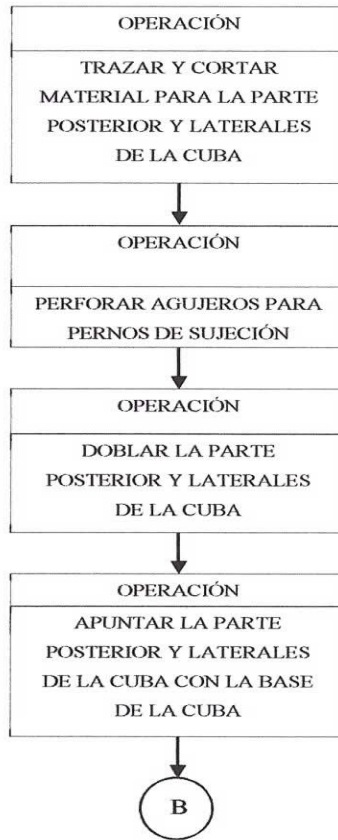 OPERACIÓN
TRAZAR Y CORTAR
MATERIAL PARA LA PARTE
POSTERIOR Y LATERALES
DE LA CUBA
OPERACIÓN
PERFORAR AGUJEROS PARA
PERNOS DE SUJECIÓN
OPERACIÓN
DOBLAR LA PARTE
POSTERIOR Y LATERALES
DE LA CUBA
OPERACIÓN
APUNTAR LA PARTE
POSTERIOR Y LATERALES
DE LA CUBA CON LA BASE
DE LA CUBA
B